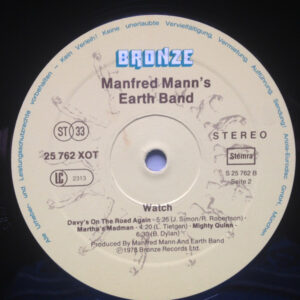 Alle Urheber- und Leistungsschutzrechte vorbehalten - Kein Verleih! Keine unerlaubte Vervielfältigung, Vermietung, Aufführung, Sendung!
BRONZE
Manfred Mann's
Earth Band
ST 33
STEREO
25 762 XOT
Stemra
S 25 762 B
LC 2313
Seite 2
Watch
Davy's On The Road Again - 5:26 (J. Simon/R. Robertson) -
Martha's Madman - 4:20 (L. Tietgen) - Mighty Quinn -
6:30 (B. Dylan)
Produced By Manfred Mann And Earth Band
℗ 1978 Bronze Records Ltd.